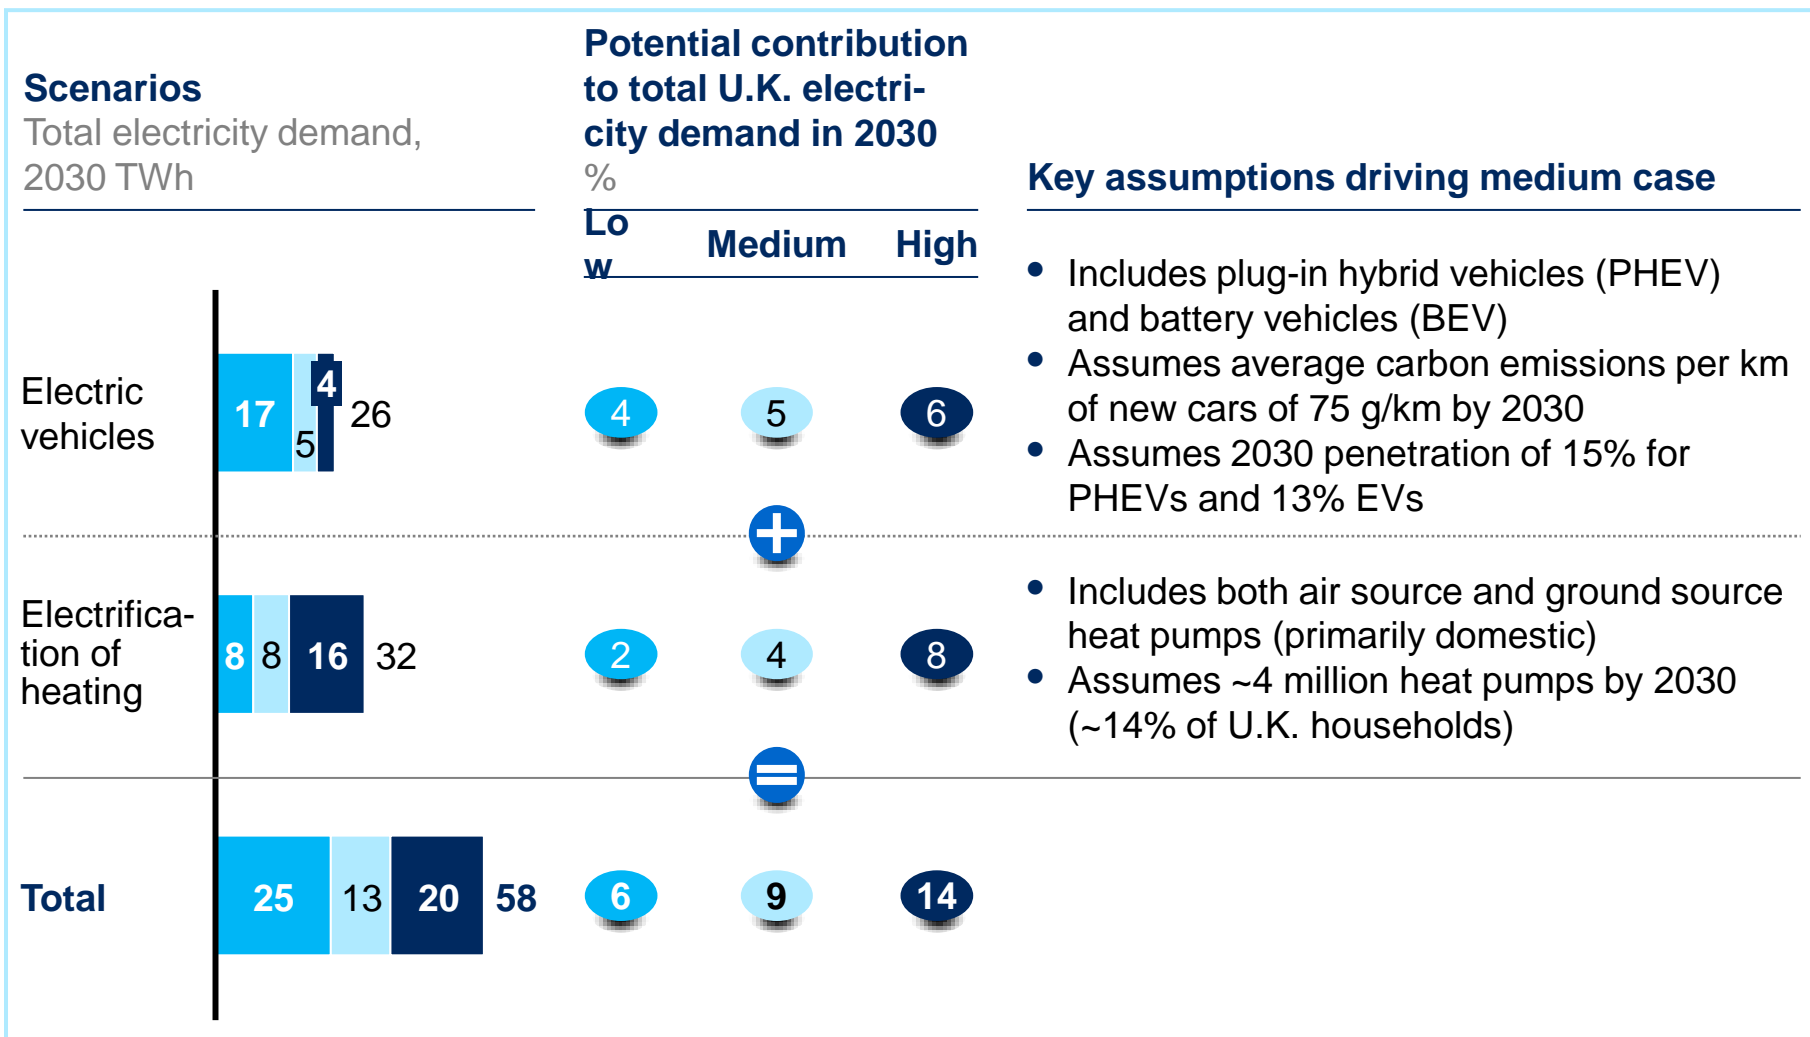 Scenarios
Total electricity demand,
2030 TWh
Potential contribution
to total U.K. electri-
city demand in 2030
%
Key assumptions driving medium case
Lo
w
Medium
High
Electric
vehicles
17
5
4
26
4
5
6
• Includes plug-in hybrid vehicles (PHEV)
and battery vehicles (BEV)
• Assumes average carbon emissions per km
of new cars of 75 g/km by 2030
• Assumes 2030 penetration of 15% for
PHEVs and 13% EVs
+
Electrifica-
tion of
heating
8
8
16
32
2
4
8
• Includes both air source and ground source
heat pumps (primarily domestic)
• Assumes ~4 million heat pumps by 2030
(~14% of U.K. households)
=
Total
25
13
20
58
6
9
14